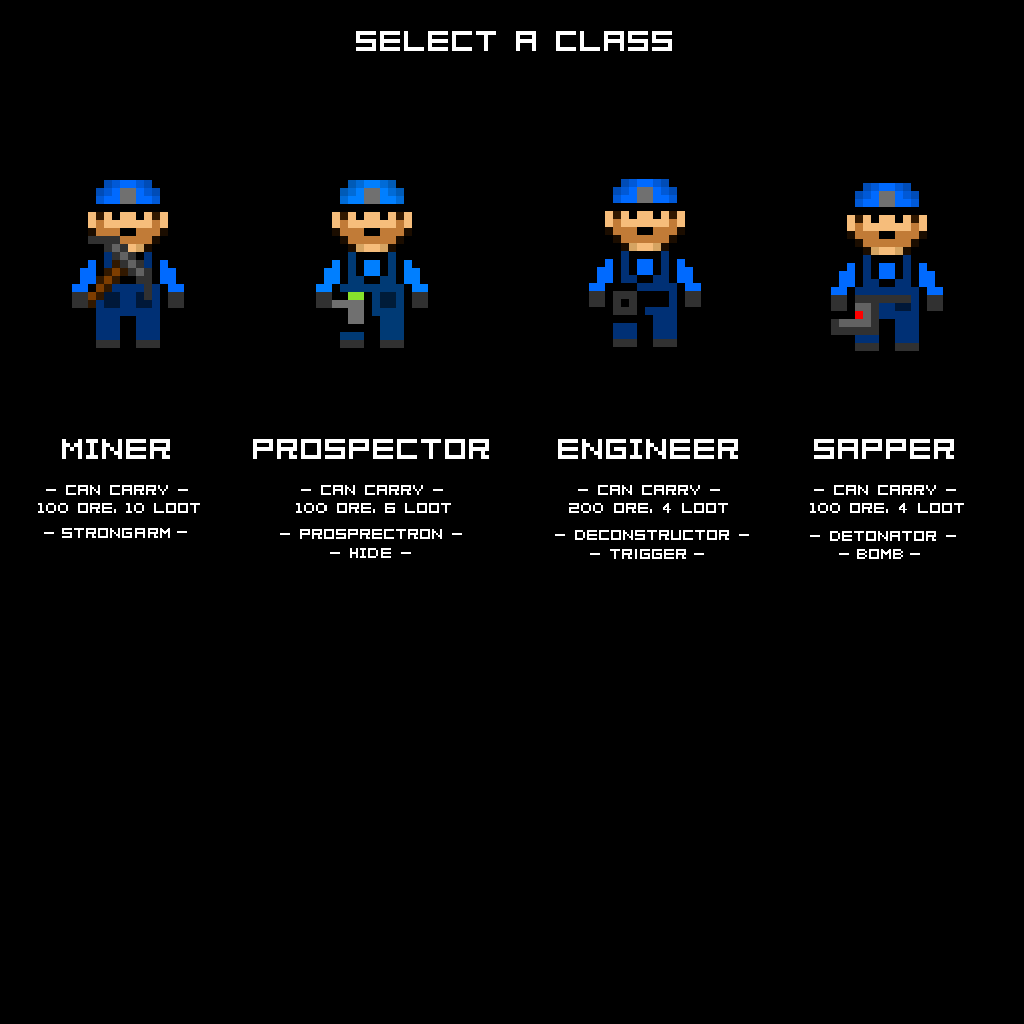 SELECT A CLASS
MINER
- CAN CARRY -
100 ORE, 10 LOOT
- STRONGARM -
PROSPECTOR
- CAN CARRY -
100 ORE, 6 LOOT
- PROSPRECTRON -
- HIDE -
ENGINEER
- CAN CARRY -
200 ORE, 4 LOOT
- DECONSTRUCTOR -
- TRIGGER -
SAPPER
- CAN CARRY -
100 ORE, 4 LOOT
- DETONATOR -
- BOMB -